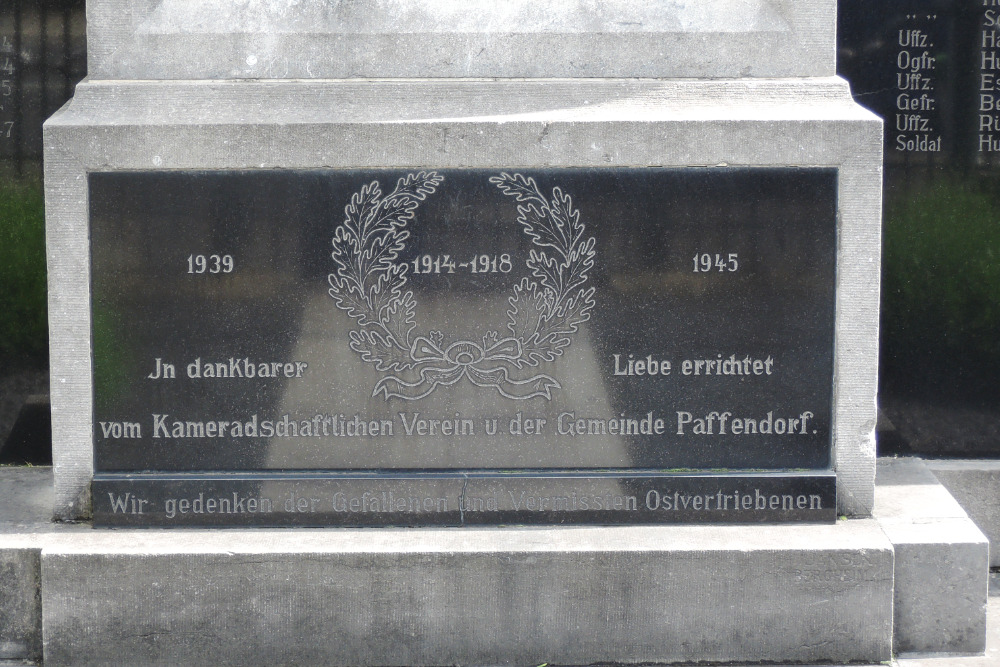 1939 1914-1918 1945
Jn dankbarer Liebe errichtet
vom Kameradschaftlichen Verein u. der Gemeinde Paffendorf.
Wir gedenken der Gefallenen und Vermissten Ostvertriebenen
" "
Uffz.
Ogfr.
Uffz.
Gefr.
Uffz.
Soldat